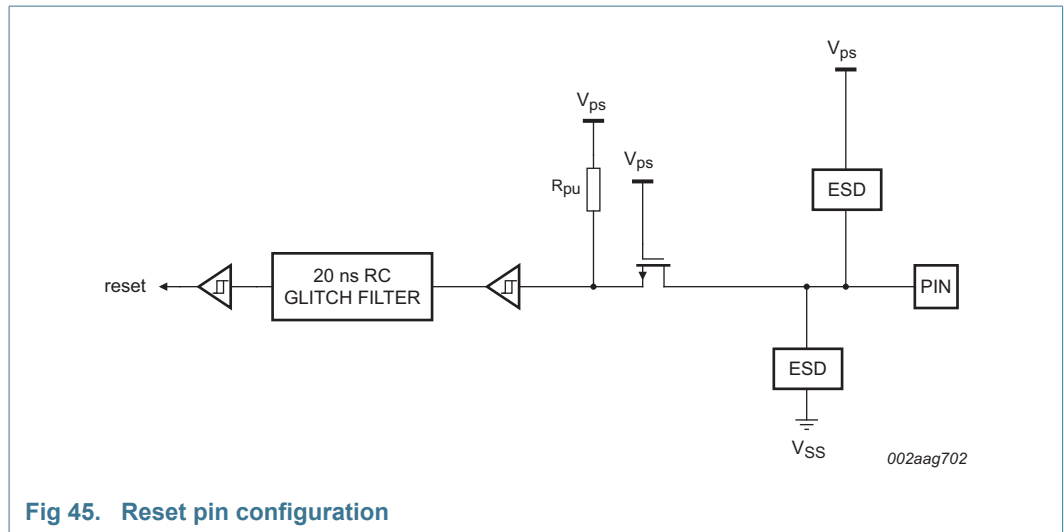 Vps
Vps
Vps
Rpu
ESD
reset
20 ns RC
GLITCH FILTER
PIN
ESD
VSS
002aag702
Fig 45. Reset pin configuration